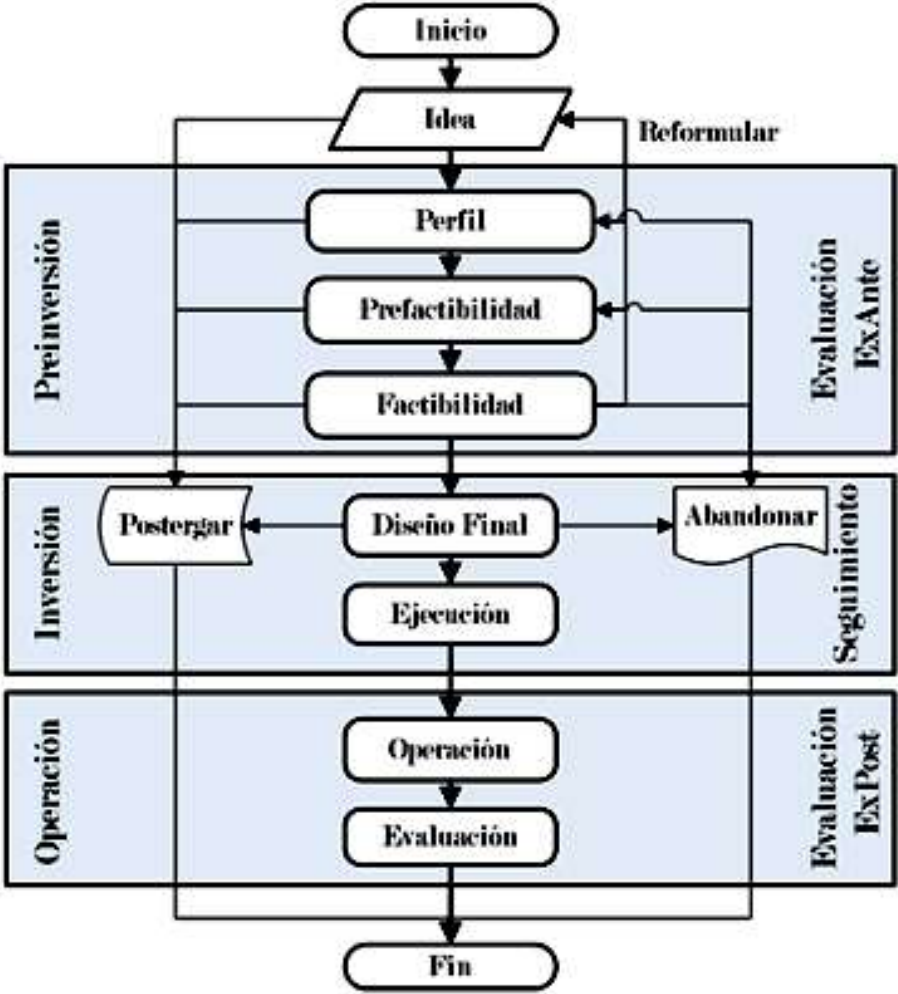 Inicio
Idea
Reformular
Preinversión
Perfil
Prefactibilidad
Factibilidad
Evaluación
ExAnte
Inversión
Postergar
Diseño Final
Abandonar
Ejecución
Seguimiento
Operación
Operación
Evaluación
Evaluación
ExPost
Fin